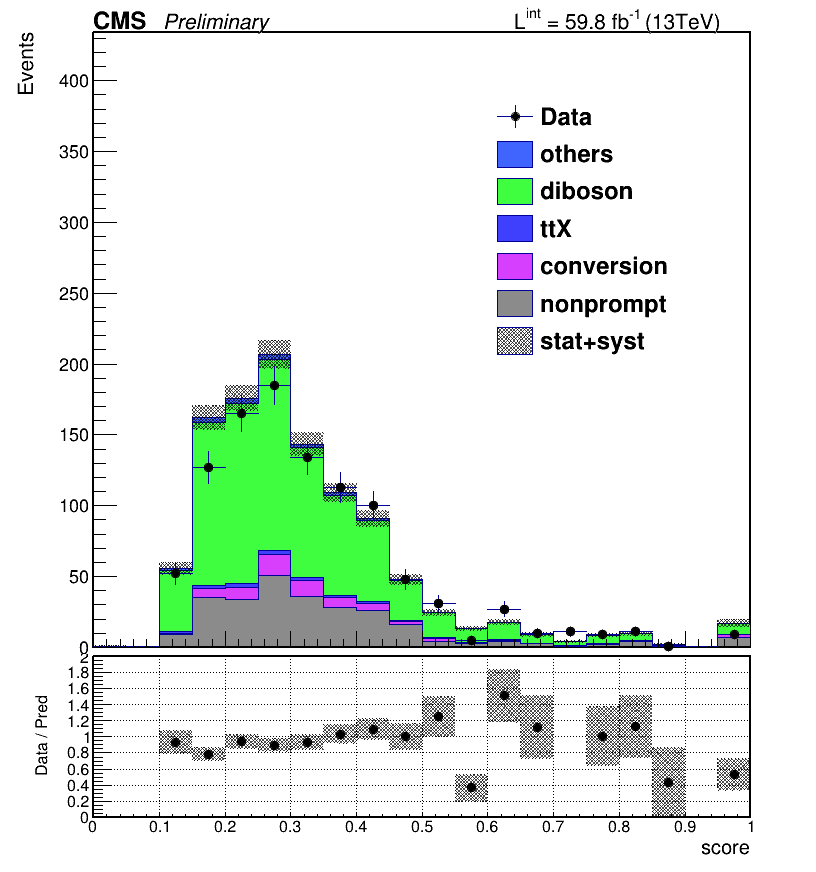 CMS Preliminary L^int = 59.8 fb^-1 (13TeV)
Events
400
350
300
250
200
150
100
50
0
Data
others
diboson
ttX
conversion
nonprompt
stat+syst
Data / Pred
2
1.8
1.6
1.4
1.2
1
0.8
0.6
0.4
0.2
0
0 0.1 0.2 0.3 0.4 0.5 0.6 0.7 0.8 0.9 1
score